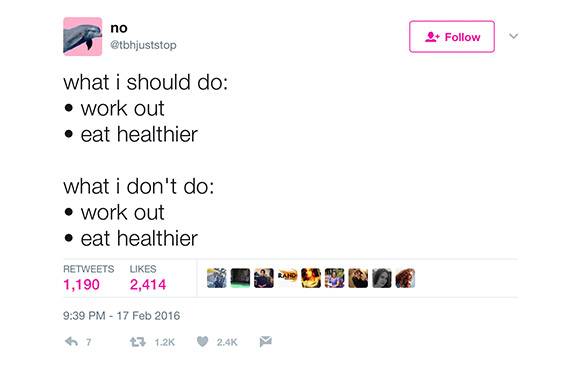 no
@tbhjuststop
Follow
what i should do:
• work out
• eat healthier
what i don't do:
• work out
• eat healthier
RETWEETS LIKES
1,190 2,414
RAND
9:39 PM - 17 Feb 2016
7 1.2K 2.4K